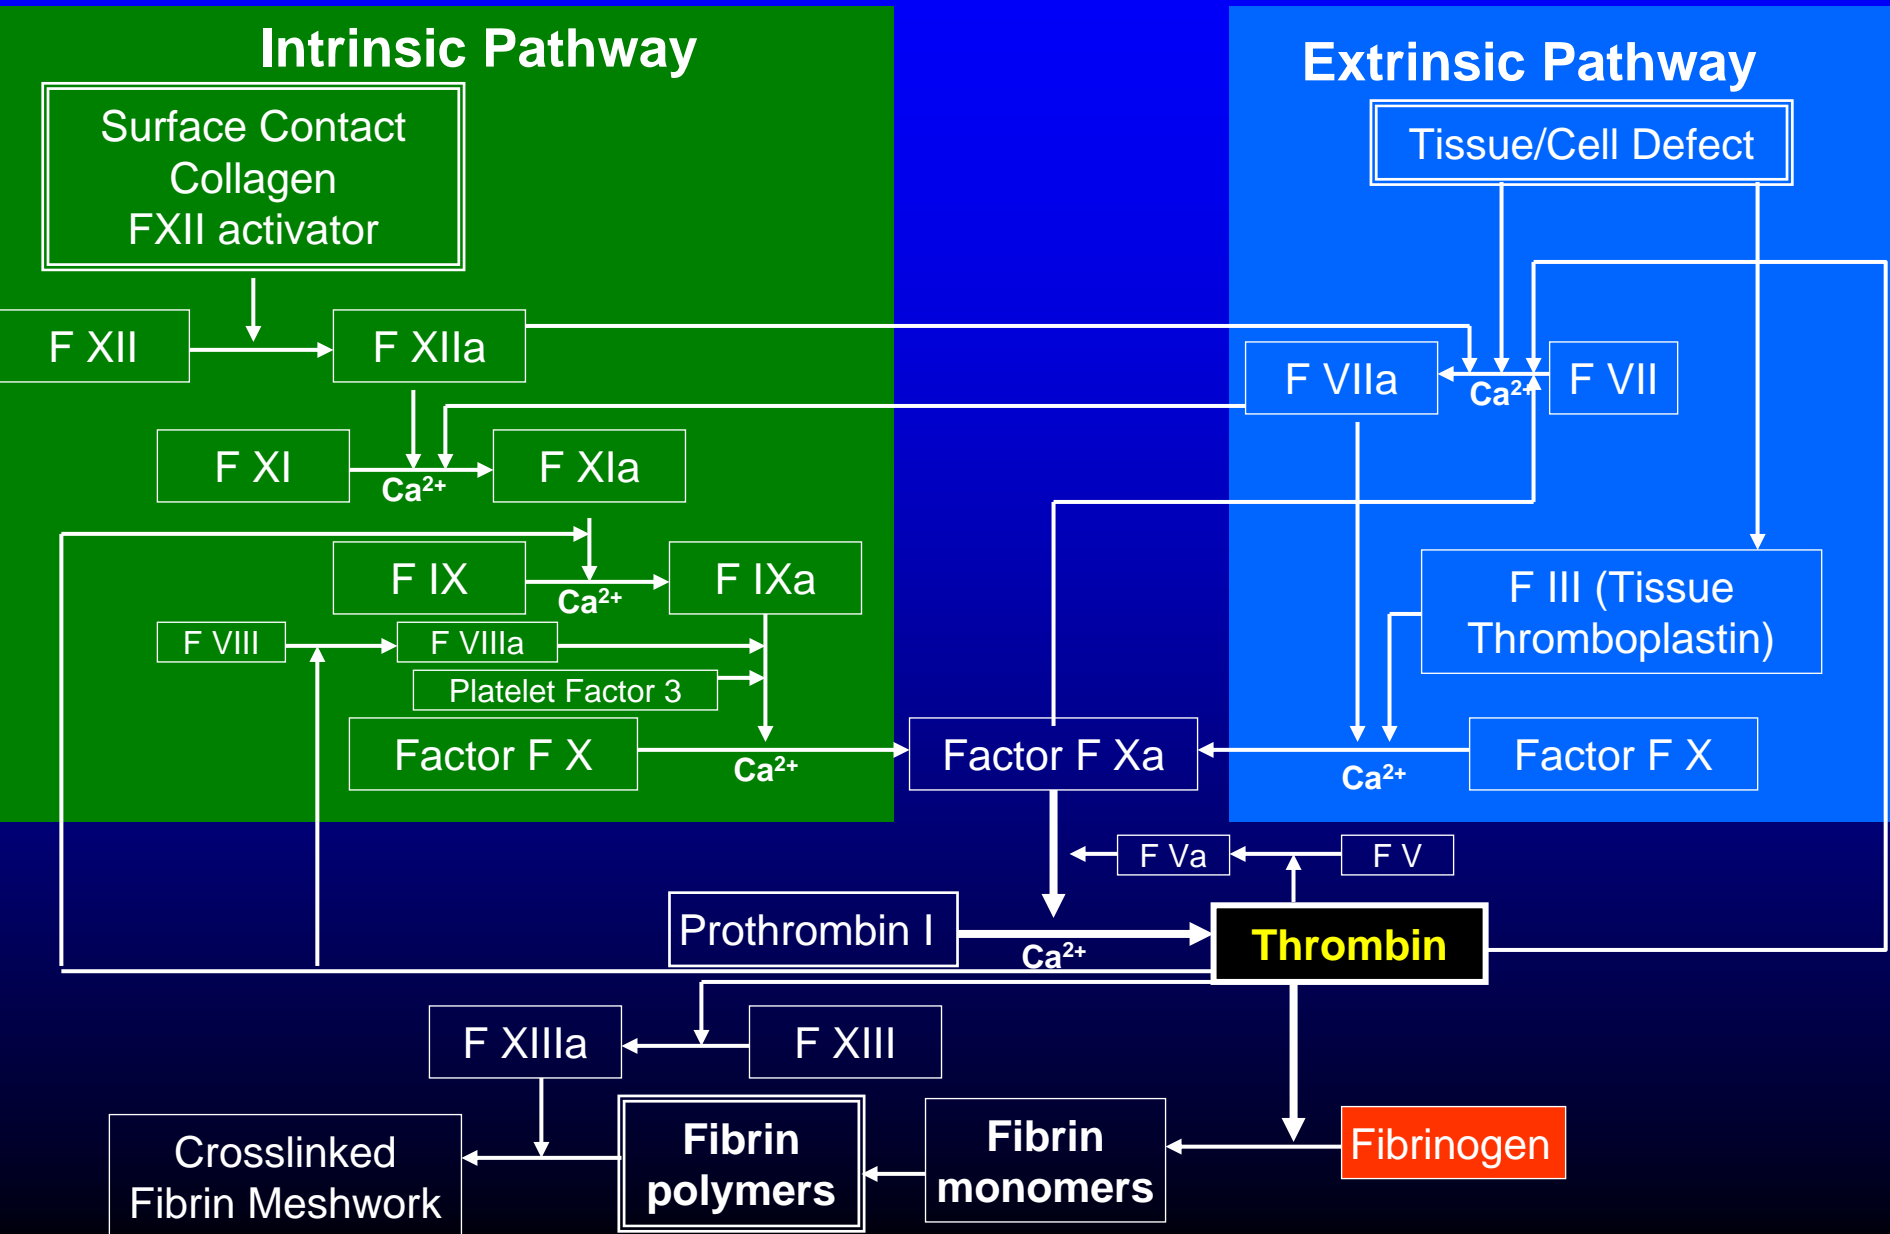 Intrinsic Pathway
Extrinsic Pathway
Surface Contact
Collagen
FXII activator
Tissue/Cell Defect
F XII
F XIIa
F VIIa
Ca2+
F VII
F XI
Ca2+
F XIa
F IX
Ca2+
F IXa
F III (Tissue
Thromboplastin)
F VIII
F VIIIa
Platelet Factor 3
Factor F X
Ca2+
Factor F Xa
Ca2+
Factor F X
F Va
F V
Prothrombin I
Ca2+
Thrombin
F XIIIa
F XIII
Crosslinked
Fibrin Meshwork
Fibrin
polymers
Fibrin
monomers
Fibrinogen